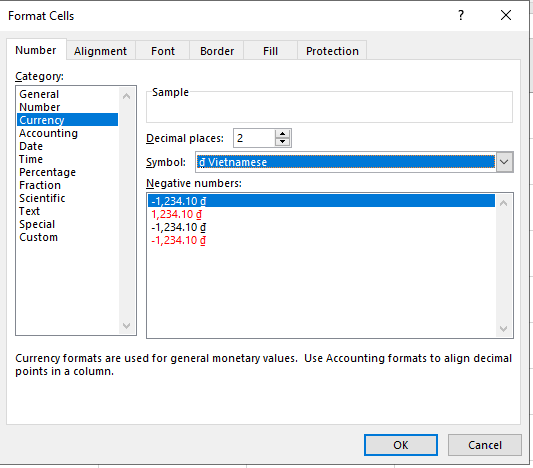 Format Cells
?
Number Alignment Font Border Fill Protection
Category:
General
Number
Currency
Accounting
Date
Time
Percentage
Fraction
Scientific
Text
Special
Custom
Sample
Decimal places: 2
Symbol: ₫ Vietnamese
Negative numbers:
-1,234.10 ₫
1,234.10 ₫
-1,234.10 ₫
-1,234.10 ₫
Currency formats are used for general monetary values.  Use Accounting formats to align decimal
points in a column.
OK Cancel